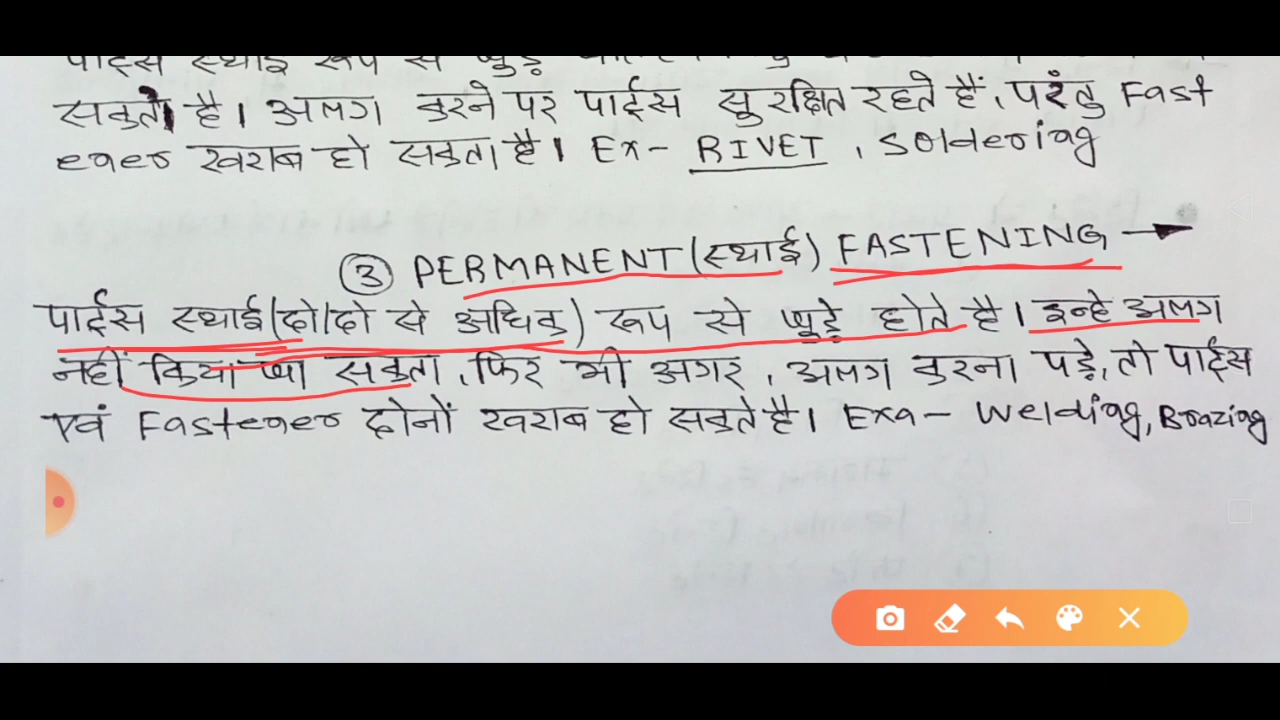 पार्ट्स स्थाई रूप से जुड़े
सकते है। अलग करने पर पार्ट्स सुरक्षित रहते हैं, परंतु Fast
ener खराब हो सकता है। Ex- RIVET, Soldering
③ PERMANENT (स्थाई) FASTENING →
पार्ट्स स्थाई (दो/दो से अधिक) रूप से जुड़े होते है। इन्हे अलग
नहीं किया जा सकता, फिर भी अगर, अलग करना पड़े, तो पार्ट्स
एवं Fastener दोनों खराब हो सकते है। Exa - Welding, Brazing